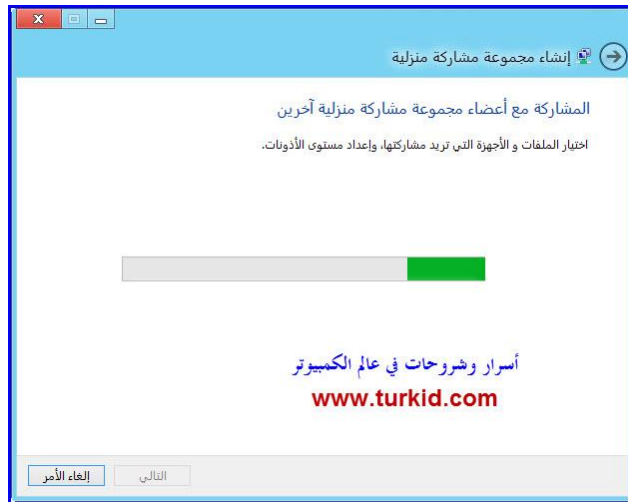 إنشاء مجموعة مشاركة منزلية
المشاركة مع أعضاء مجموعة مشاركة منزلية آخرين
اختيار الملفات و الأجهزة التي تريد مشاركتها، وإعداد مستوى الأذونات.
أسرار وشروحات في عالم الكمبيوتر
www.turkid.com
التالي
إلغاء الأمر